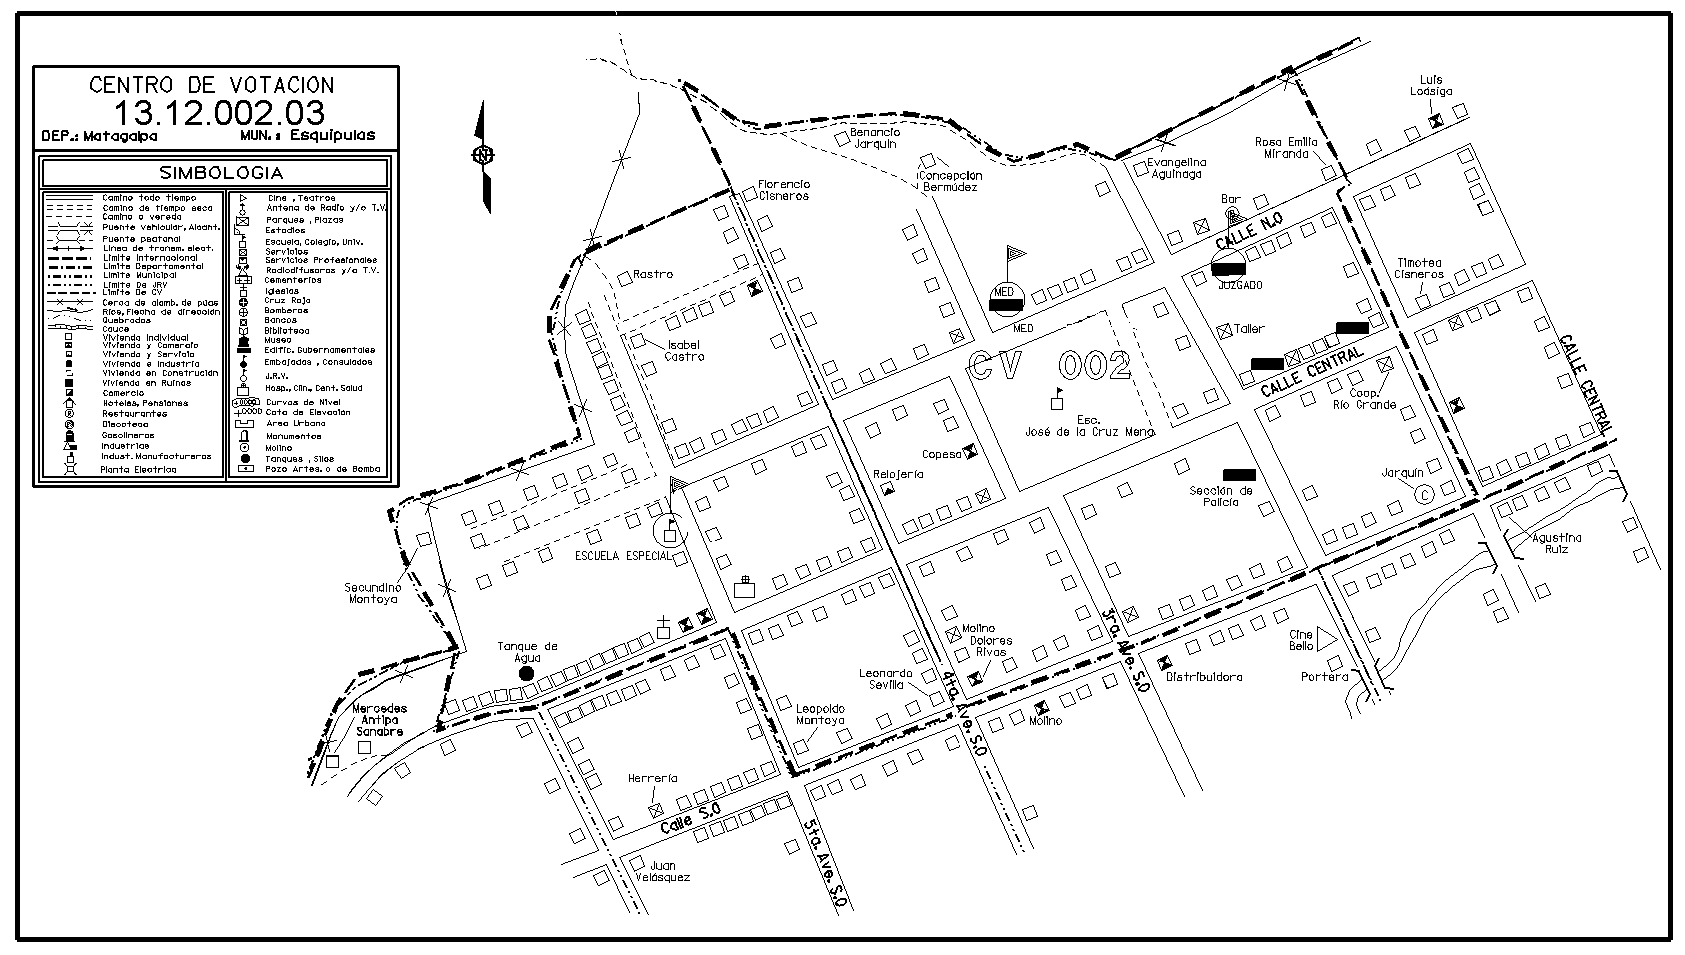 CENTRO DE VOTACION
13.12.002.03
DEP.: Matagalpa MUN.: Esquipulas
SIMBOLOGIA
Camino todo tiempo
Camino de tiempo seco
Camino o vereda
Puente vehicular, Alcant.
Puente peatonal
Linea de transm. elect.
Limite Internacional
Limite Departamental
Limite Municipal
Limite De JRV
Limite De CV
Cerca de alamb. de púas
Ríos, Flecha de dirección
Quebradas
Cauce
Vivienda Individual
Vivienda y Comercio
Vivienda y Servicio
Vivienda e Industria
Vivienda en Construcción
Vivienda en Ruinas
Comercio
Hoteles, Pensiones
Restaurantes
Discoteca
Gasolineras
Industrias
Indust. Manufactureras
Planta Electrica
Cine, Teatros
Antena de Radio y/o T.V.
Parques, Plazas
Estadios
Escuela, Colegio, Univ.
Servicios
Servicios Profesionales
Radiodifusoras y/o T.V.
Cementerios
Iglesias
Cruz Roja
Bomberos
Bancos
Biblioteca
Museo
Edific. Gubernamentales
Embajadas, Consulados
J.R.V.
Hosp., Clin., Cent. Salud
Curvas de Nivel
Cota de Elevación
Area Urbana
Monumentos
Molino
Tanques, Silos
Pozo Artes. o de Bomba
N
Luis
Loásiga
Benancio
Jarquín
Rosa Emilia
Miranda
Evangelina
Aguinaga
Concepción
Bermúdez
Florencio
Cisneros
Bar
CALLE N.O
Rastro
Timotea
Cisneros
MED
MED
JUZGADO
Taller
Isabel
Castro
CALLE CENTRAL
CALLE CENTRAL
CV 002
Coop.
Río Grande
Esc.
José de la Cruz Mena
Copesa
Relojería
Jarquín
C
Sección de
Policía
ESCUELA ESPECIAL
Agustina
Ruiz
Secundino
Montoya
3ra. Ave. S.O
Molino
Dolores
Rivas
Cine
Bello
Tanque de
Agua
Leonardo
Sevilla
4ta. Ave. S.O
Distribuidora
Portera
Mercedes
Antipa
Sanabre
Leopoldo
Montoya
Molino
Herrería
Calle S.O
5ta. Ave. S.O
Juan
Velásquez